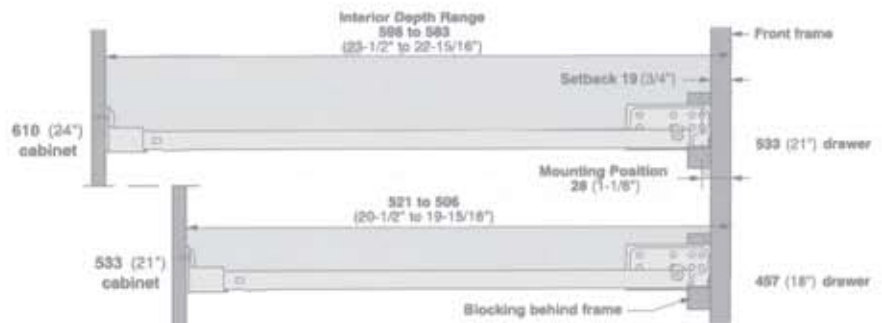 Interior Depth Range
598 to 583
(23-1/2" to 22-15/16")
Front frame
Setback 19 (3/4")
610 (24")
cabinet
533 (21") drawer
Mounting Position
28 (1-1/8")
521 to 506
(20-1/2" to 19-15/16")
533 (21")
cabinet
457 (18") drawer
Blocking behind frame